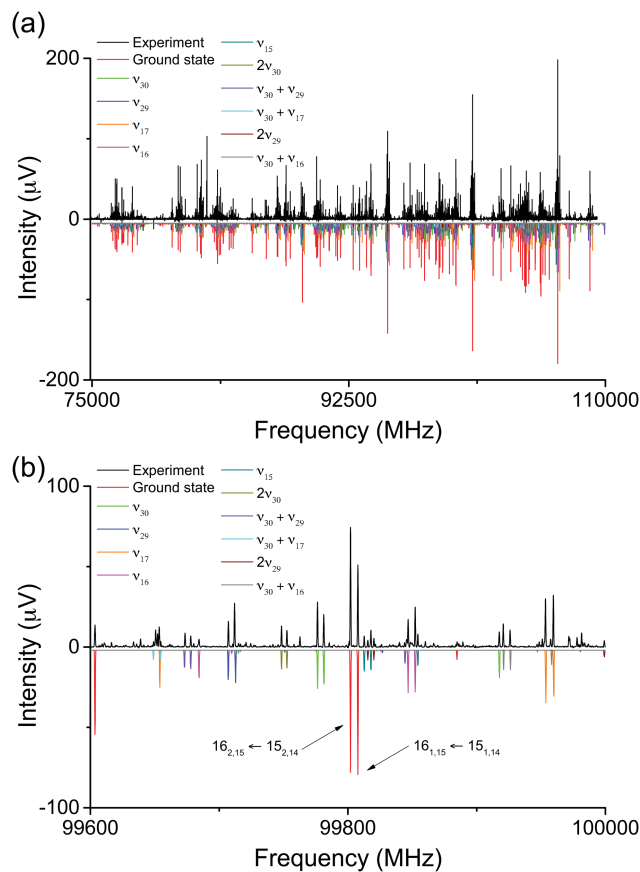 (a)
Experiment
Ground state
ν30
ν29
ν17
ν16
ν15
2ν30
ν30 + ν29
ν30 + ν17
2ν29
ν30 + ν16
200
0
-200
Intensity (μV)
75000 92500 110000
Frequency (MHz)
(b)
Experiment
Ground state
ν30
ν29
ν17
ν16
ν15
2ν30
ν30 + ν29
ν30 + ν17
2ν29
ν30 + ν16
100
0
-100
Intensity (μV)
162,15 ← 152,14
161,15 ← 151,14
99600 99800 100000
Frequency (MHz)